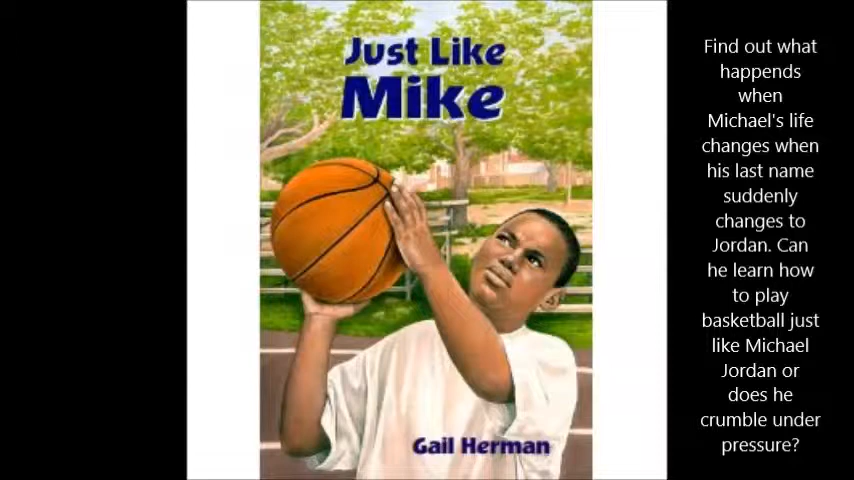 Just Like
Mike
Gail Herman
Find out what
happends
when
Michael's life
changes when
his last name
suddenly
changes to
Jordan. Can
he learn how
to play
basketball just
like Michael
Jordan or
does he
crumble under
pressure?